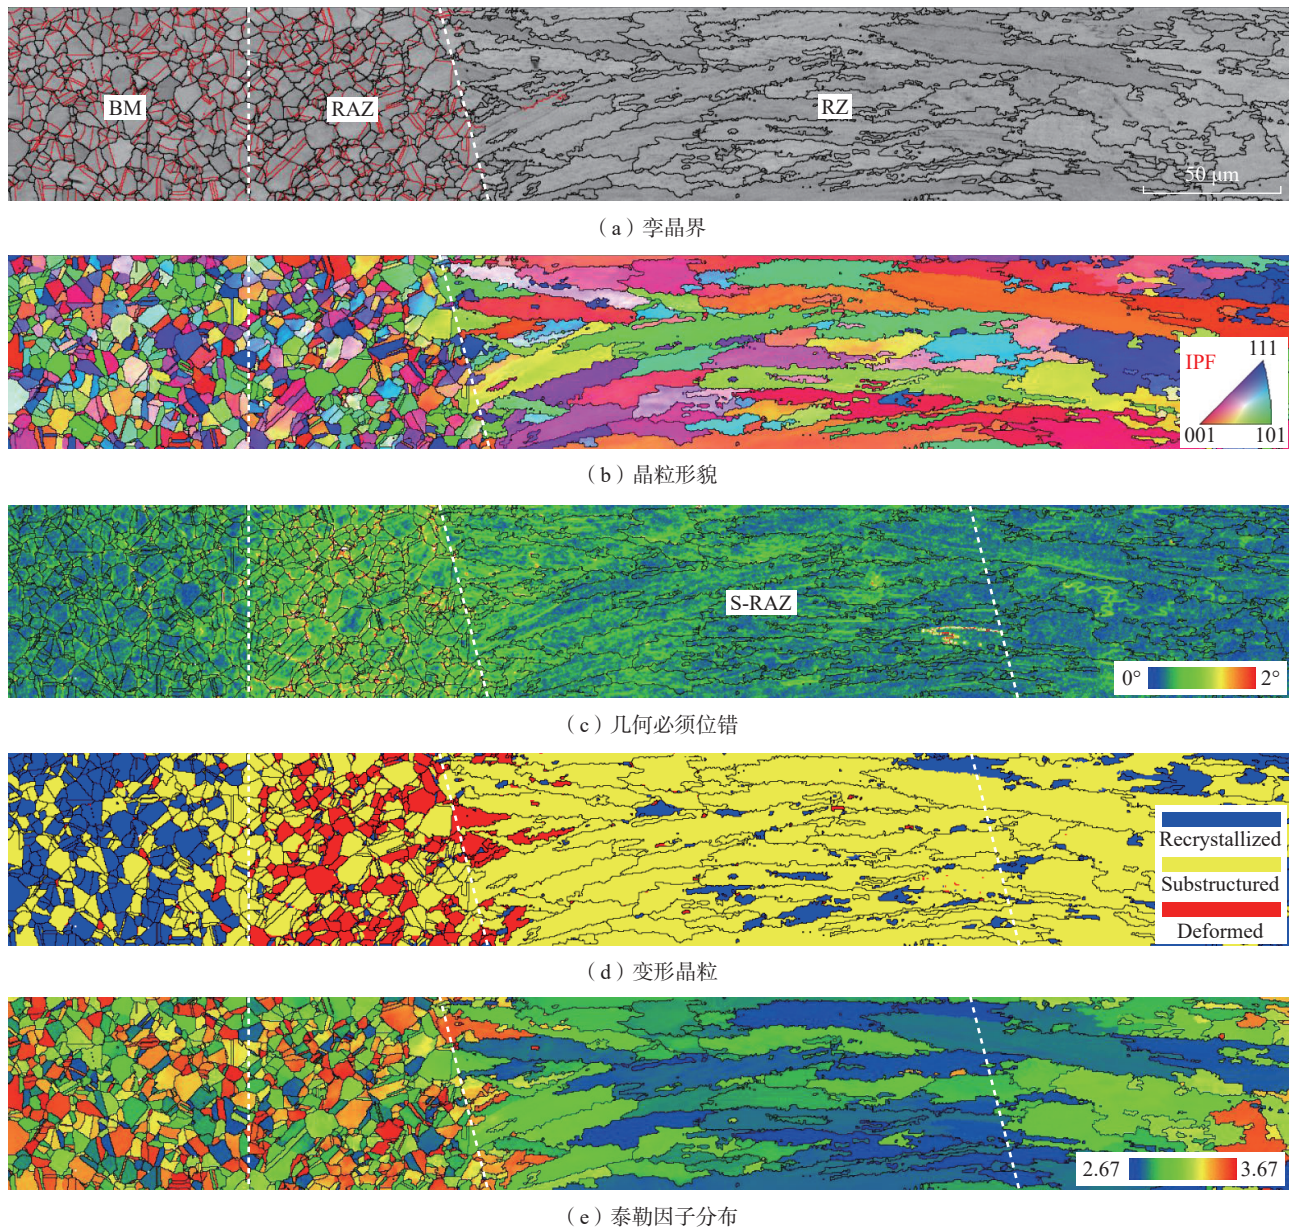 BM
RAZ
RZ
50 μm
（a）孪晶界
IPF
111
001
101
（b）晶粒形貌
S-RAZ
0°
2°
（c）几何必须位错
Recrystallized
Substructured
Deformed
（d）变形晶粒
2.67
3.67
（e）泰勒因子分布